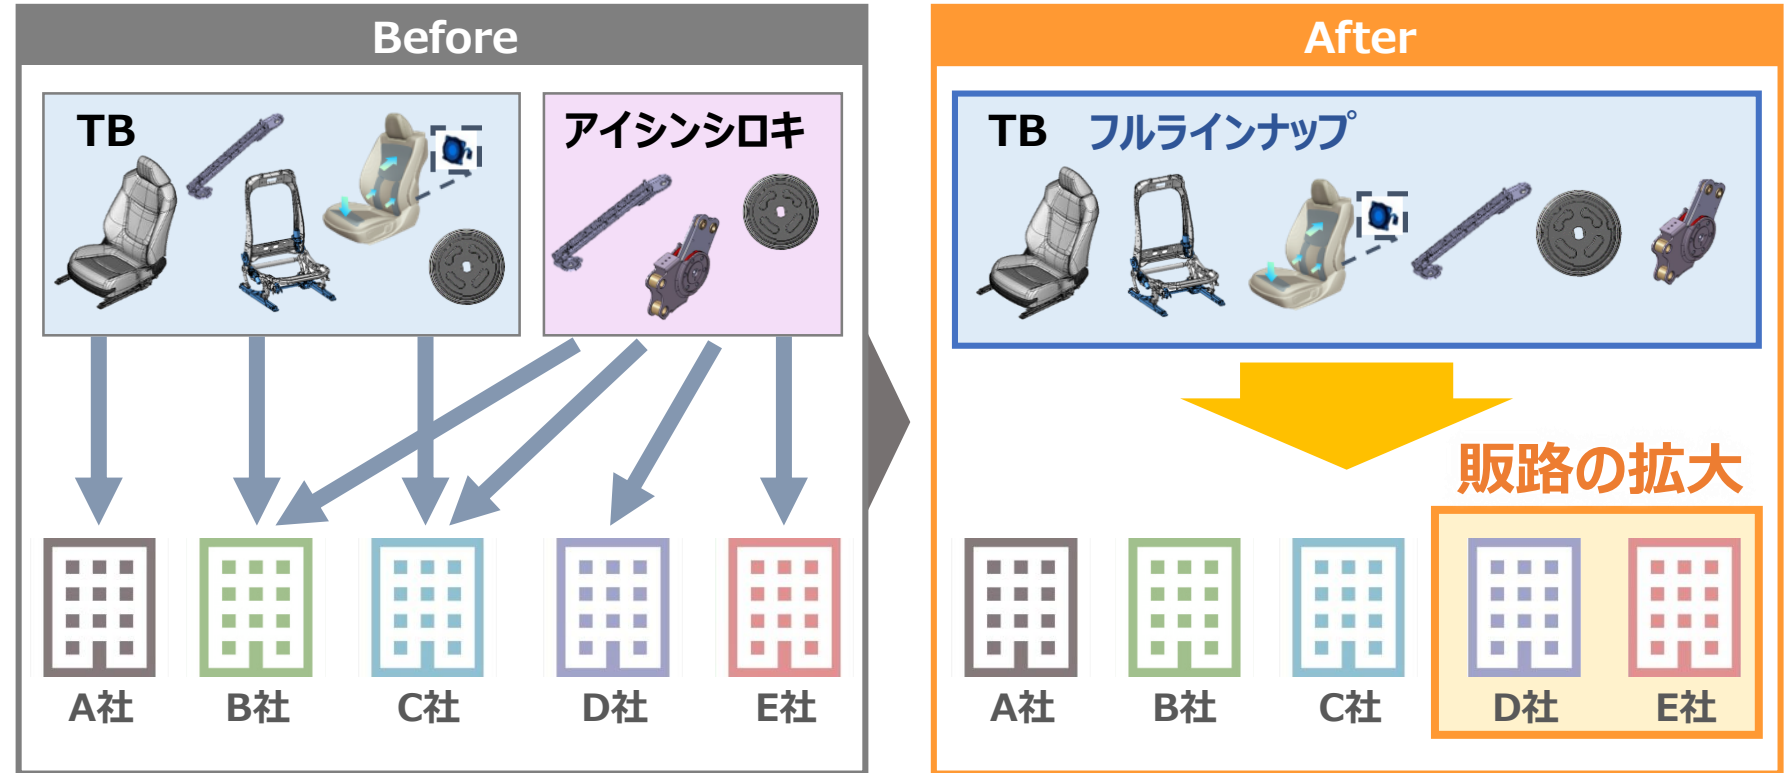 Before
TB
アイシンシロキ
A社
B社
C社
D社
E社
After
TB フルラインナップ
販路の拡大
A社
B社
C社
D社
E社